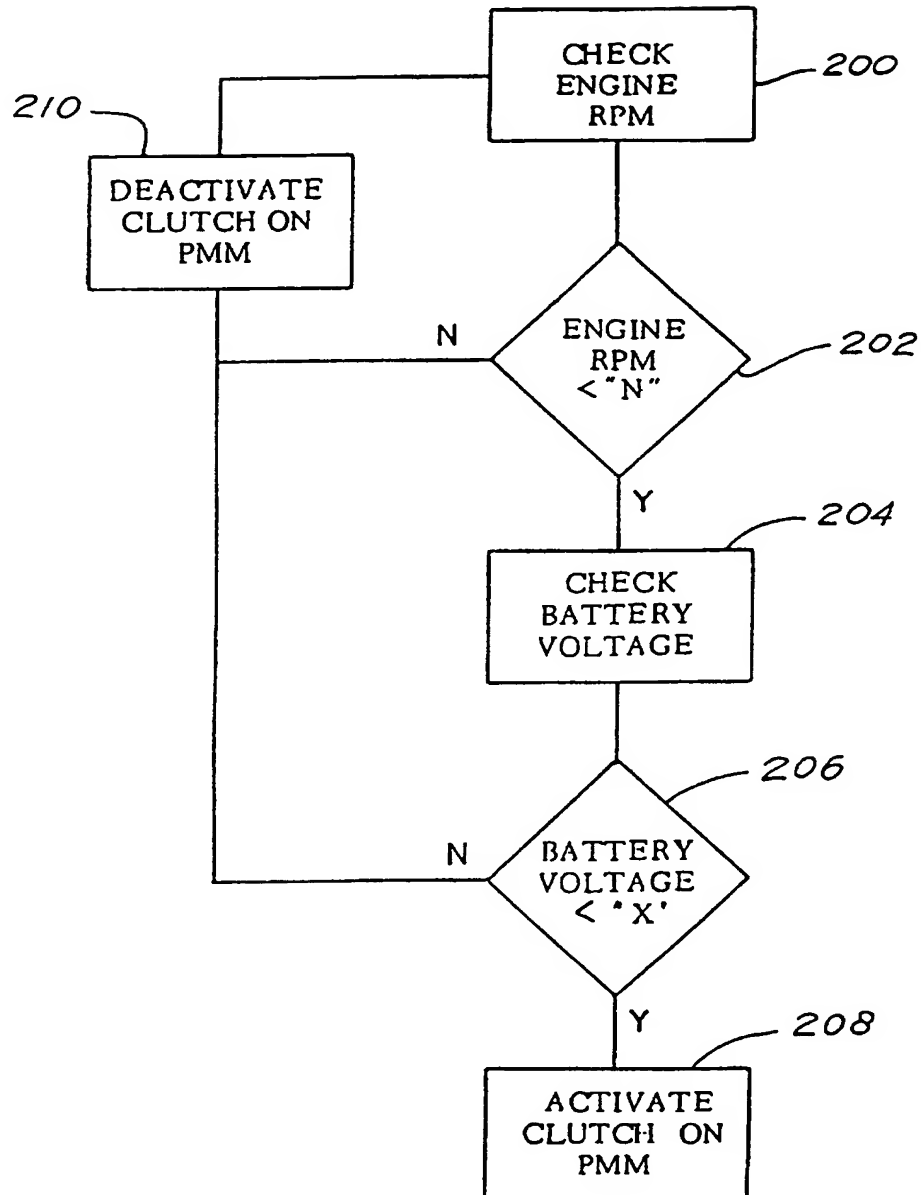 CHECK
ENGINE
RPM
200
210
DEACTIVATE
CLUTCH ON
PMM
N
ENGINE
RPM
< "N"
202
Y
204
CHECK
BATTERY
VOLTAGE
206
N
BATTERY
VOLTAGE
< "X'
Y
208
ACTIVATE
CLUTCH ON
PMM